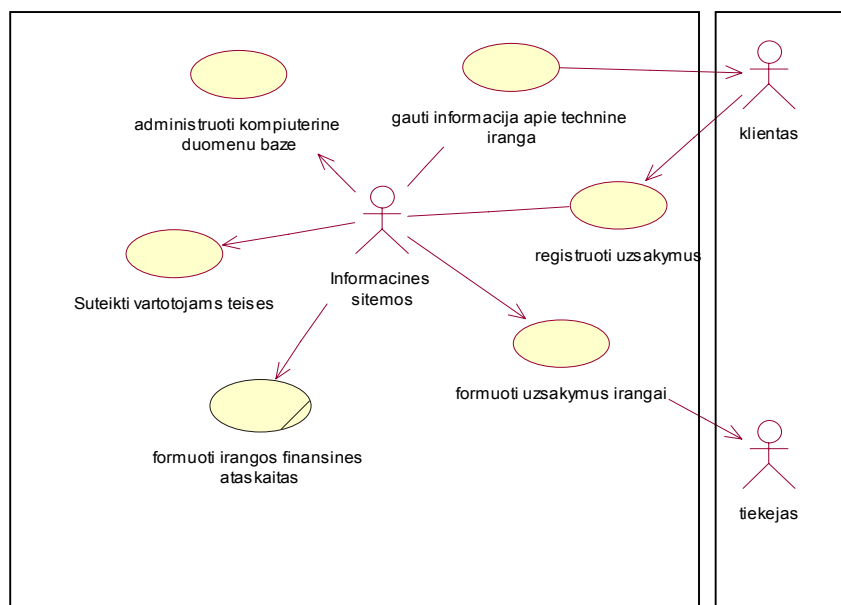 administruoti kompiuterine
duomenu baze
gauti informacija apie technine
iranga
klientas
registruoti uzsakymus
Suteikti vartotojams teises
Informacines
sitemos
formuoti uzsakymus irangai
formuoti irangos finansines
ataskaitas
tiekejas